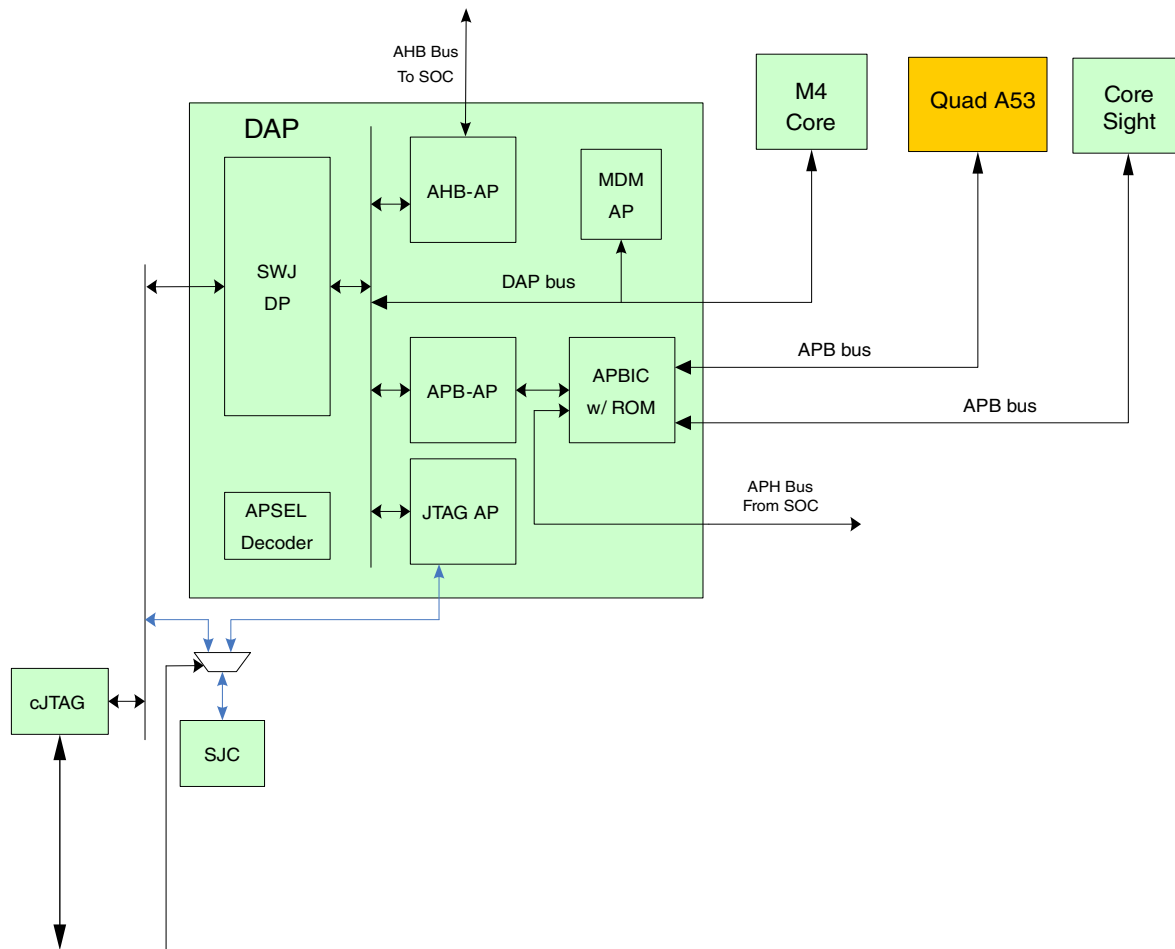 AHB Bus
To SOC
M4
Core
Quad A53
Core
Sight
DAP
AHB-AP
MDM
AP
SWJ
DP
DAP bus
APB bus
APB-AP
APBIC
w/ ROM
APB bus
APH Bus
From SOC
JTAG AP
APSEL
Decoder
cJTAG
SJC